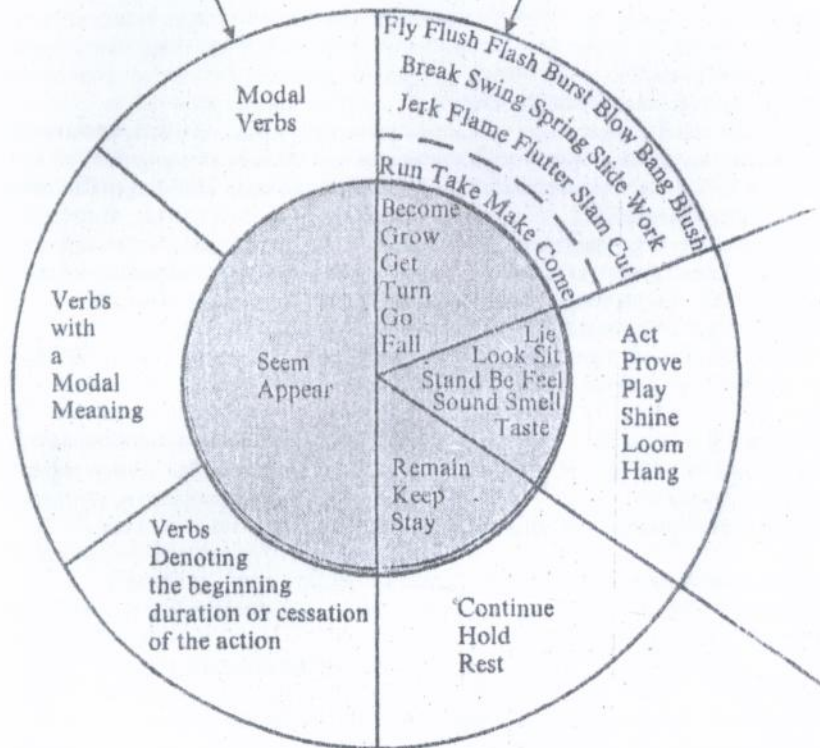 Modal
Verbs
Fly Flush Flash Burst Blow Bang Blush
Break Swing Spring Slide Work
Jerk Flame Flutter Slam Cut
Run Take Make Come
Become
Grow
Get
Turn
Go
Fall
Verbs
with
a
Modal
Meaning
Seem
Appear
Lie
Look Sit
Stand Be Feel
Sound Smell
Taste
Act
Prove
Play
Shine
Loom
Hang
Remain
Keep
Stay
Verbs
Denoting
the beginning
duration or cessation
of the action
Continue
Hold
Rest